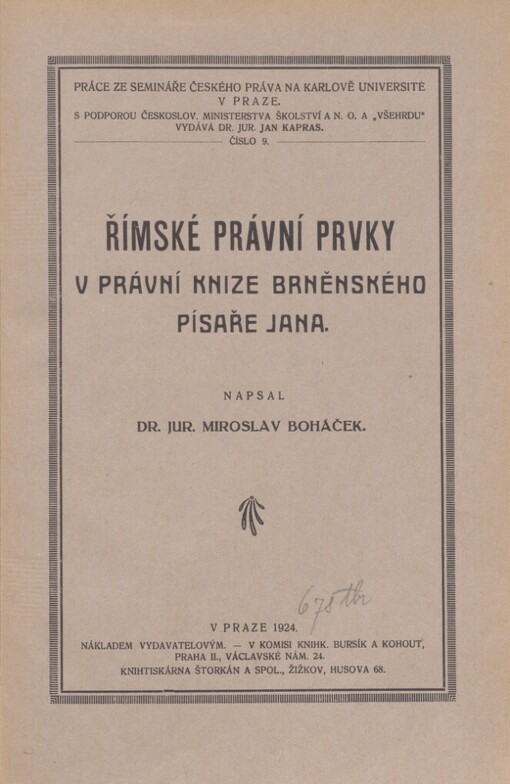 PRÁCE ZE SEMINÁŘE ČESKÉHO PRÁVA NA KARLOVĚ UNIVERSITĚ
V PRAZE.
S PODPOROU ČESKOSLOV. MINISTERSTVA ŠKOLSTVÍ A N. O. A „VŠEHRDU“
VYDÁVÁ DR. JUR. JAN KAPRAS.
ČÍSLO 9.
ŘÍMSKÉ PRÁVNÍ PRVKY
V PRÁVNÍ KNIZE BRNĚNSKÉHO
PÍSAŘE JANA.
NAPSAL
DR. JUR. MIROSLAV BOHÁČEK.
678
V PRAZE 1924.
NÁKLADEM VYDAVATELOVÝM. — V KOMISI KNIHK. BURSÍK A KOHOUT,
PRAHA II., VÁCLAVSKÉ NÁM. 24.
KNIHTISKÁRNA ŠTORKÁN A SPOL., ŽIŽKOV, HUSOVA 68.